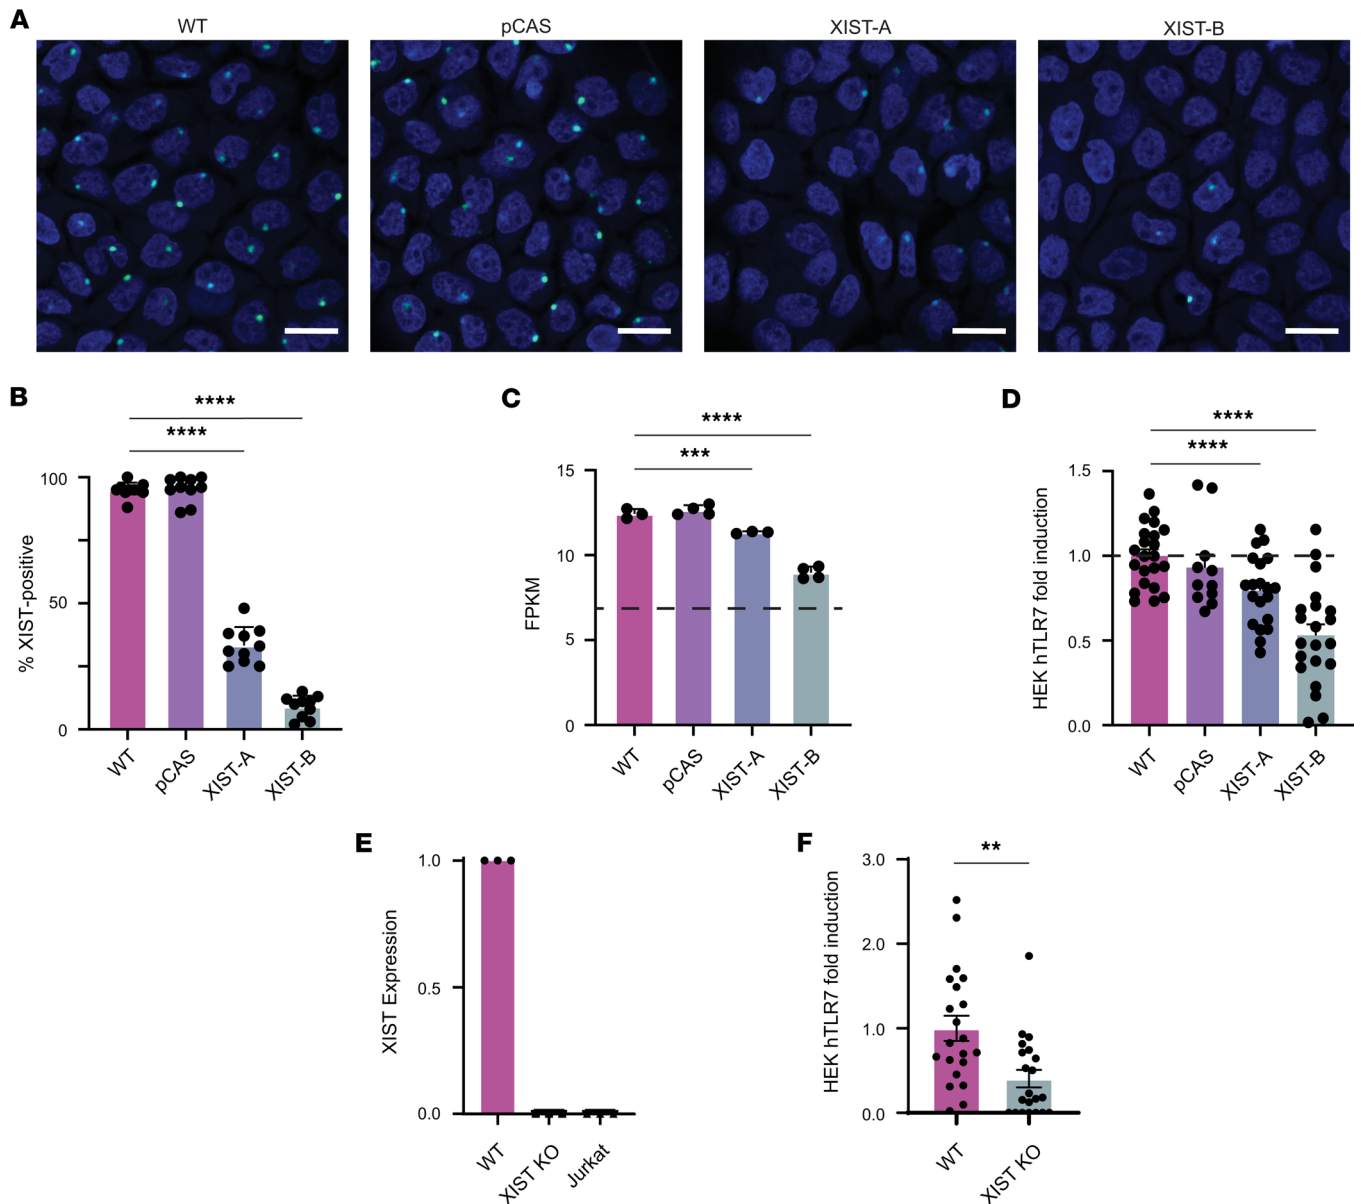 A
WT
pCAS
XIST-A
XIST-B
B
****
****
% XIST-positive
100
50
0
WT
pCAS
XIST-A
XIST-B
C
****
***
FPKM
15
10
5
0
WT
pCAS
XIST-A
XIST-B
D
****
****
HEK hTLR7 fold induction
1.5
1.0
0.5
0.0
WT
pCAS
XIST-A
XIST-B
E
XIST Expression
1.0
0.5
0.0
WT
XIST KO
Jurkat
F
**
HEK hTLR7 fold induction
3.0
2.0
1.0
0.0
WT
XIST KO